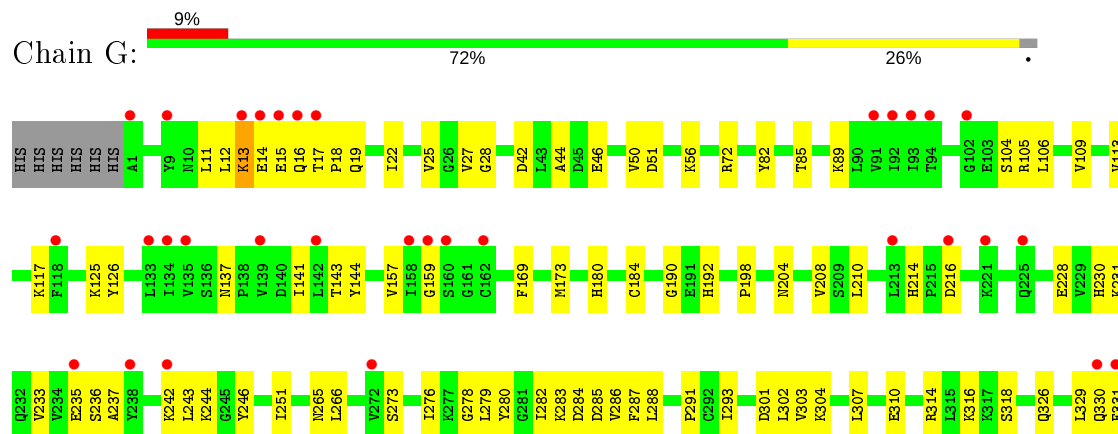 9%
Chain G:
72% 26% •
HIS HIS HIS HIS HIS HIS A1 Y9 N10 L11 L12 K13 E14 E15 Q16 T17 P18 Q19 I22 V25 G26 V27 G28 D42 L43 A44 D45 E46 V50 D51 K56 R72 Y82 T85 K89 L90 V91 I92 I93 T94 G102 E103 S104 R105 L106 V109 V113
K117 F118 K125 Y126 L133 I134 V135 S136 N137 P138 V139 D140 I141 L142 T143 Y144 V157 I158 G159 S160 G161 C162 F169 M173 H180 C184 G190 E191 H192 P198 N204 V208 S209 L210 L213 H214 P215 D216 K221 Q225 E228 V229 H230 K231
Q232 V233 V234 E235 S236 A237 Y238 K242 L243 K244 G245 Y246 I251 N265 L266 V272 S273 I276 K277 G278 L279 Y280 G281 I282 K283 D284 D285 V286 F287 L288 P291 C292 I293 D301 L302 V303 K304 L307 E310 R314 L315 K316 K317 S318 Q326 L329 Q330